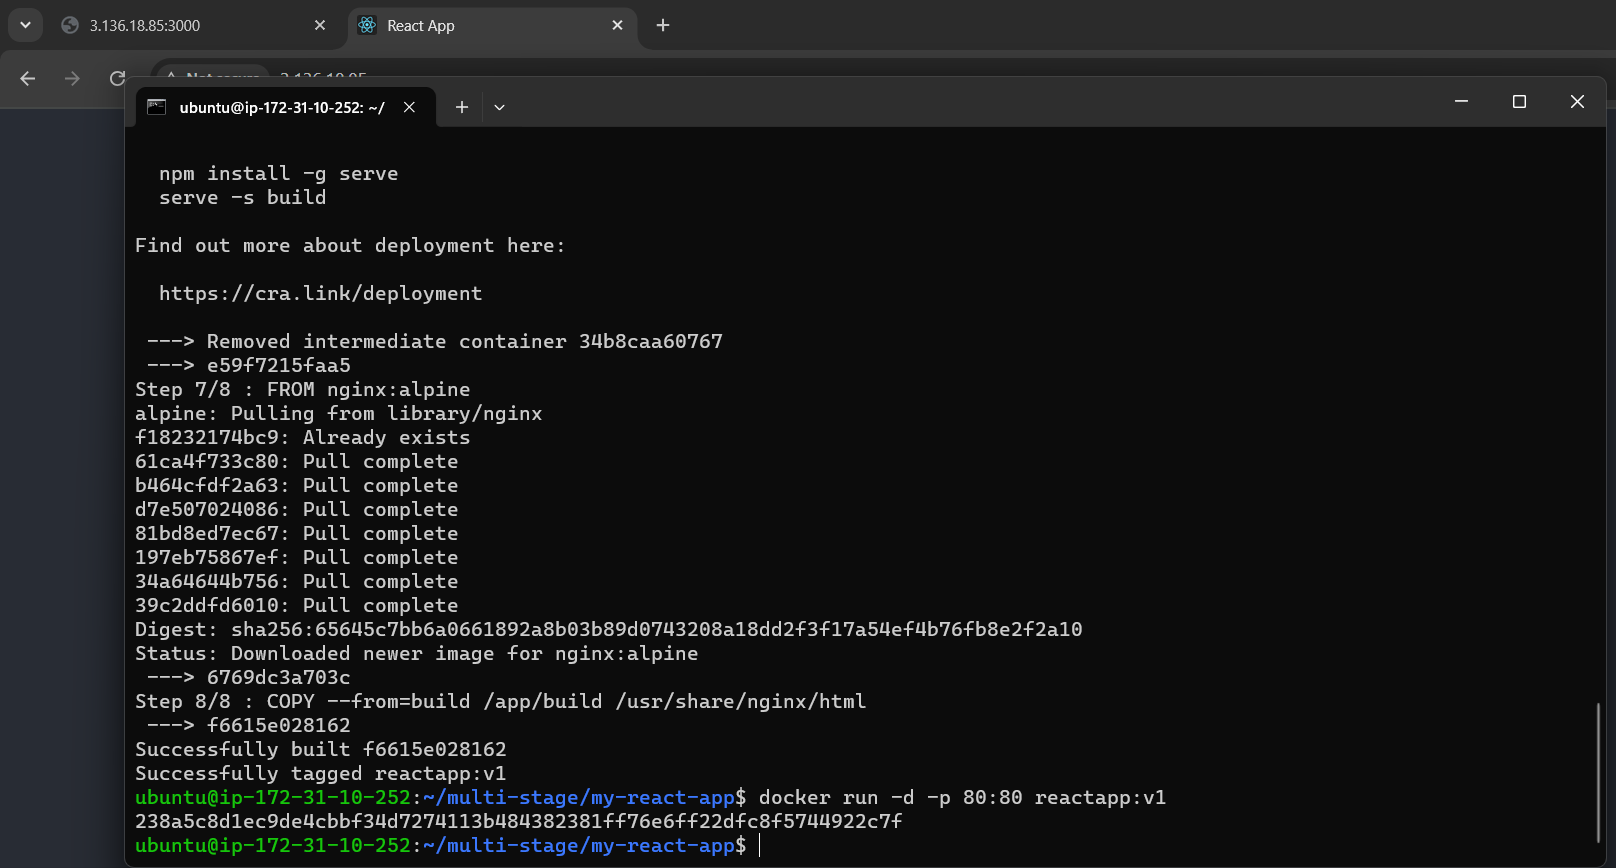 3.136.18.85:3000
React App
ubuntu@ip-172-31-10-252: ~/
npm install -g serve
serve -s build
Find out more about deployment here:
https://cra.link/deployment
---> Removed intermediate container 34b8caa60767
---> e59f7215faa5
Step 7/8 : FROM nginx:alpine
alpine: Pulling from library/nginx
f18232174bc9: Already exists
61ca4f733c80: Pull complete
b464cfdf2a63: Pull complete
d7e507024086: Pull complete
81bd8ed7ec67: Pull complete
197eb75867ef: Pull complete
34a64644b756: Pull complete
39c2ddfd6010: Pull complete
Digest: sha256:65645c7bb6a0661892a8b03b89d0743208a18dd2f3f17a54ef4b76fb8e2f2a10
Status: Downloaded newer image for nginx:alpine
---> 6769dc3a703c
Step 8/8 : COPY --from=build /app/build /usr/share/nginx/html
---> f6615e028162
Successfully built f6615e028162
Successfully tagged reactapp:v1
ubuntu@ip-172-31-10-252:~/multi-stage/my-react-app$ docker run -d -p 80:80 reactapp:v1
238a5c8d1ec9de4cbbf34d7274113b484382381ff76e6ff22dfc8f5744922c7f
ubuntu@ip-172-31-10-252:~/multi-stage/my-react-app$